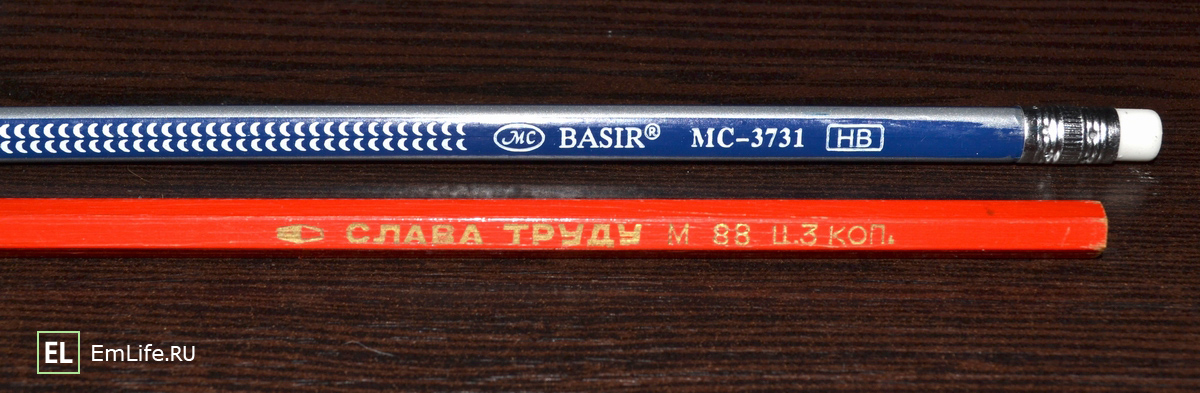 MC BASIR® MC-3731 HB
СЛАВА ТРУДУ М 88 Ц.3 КОП.
EL EmLife.RU